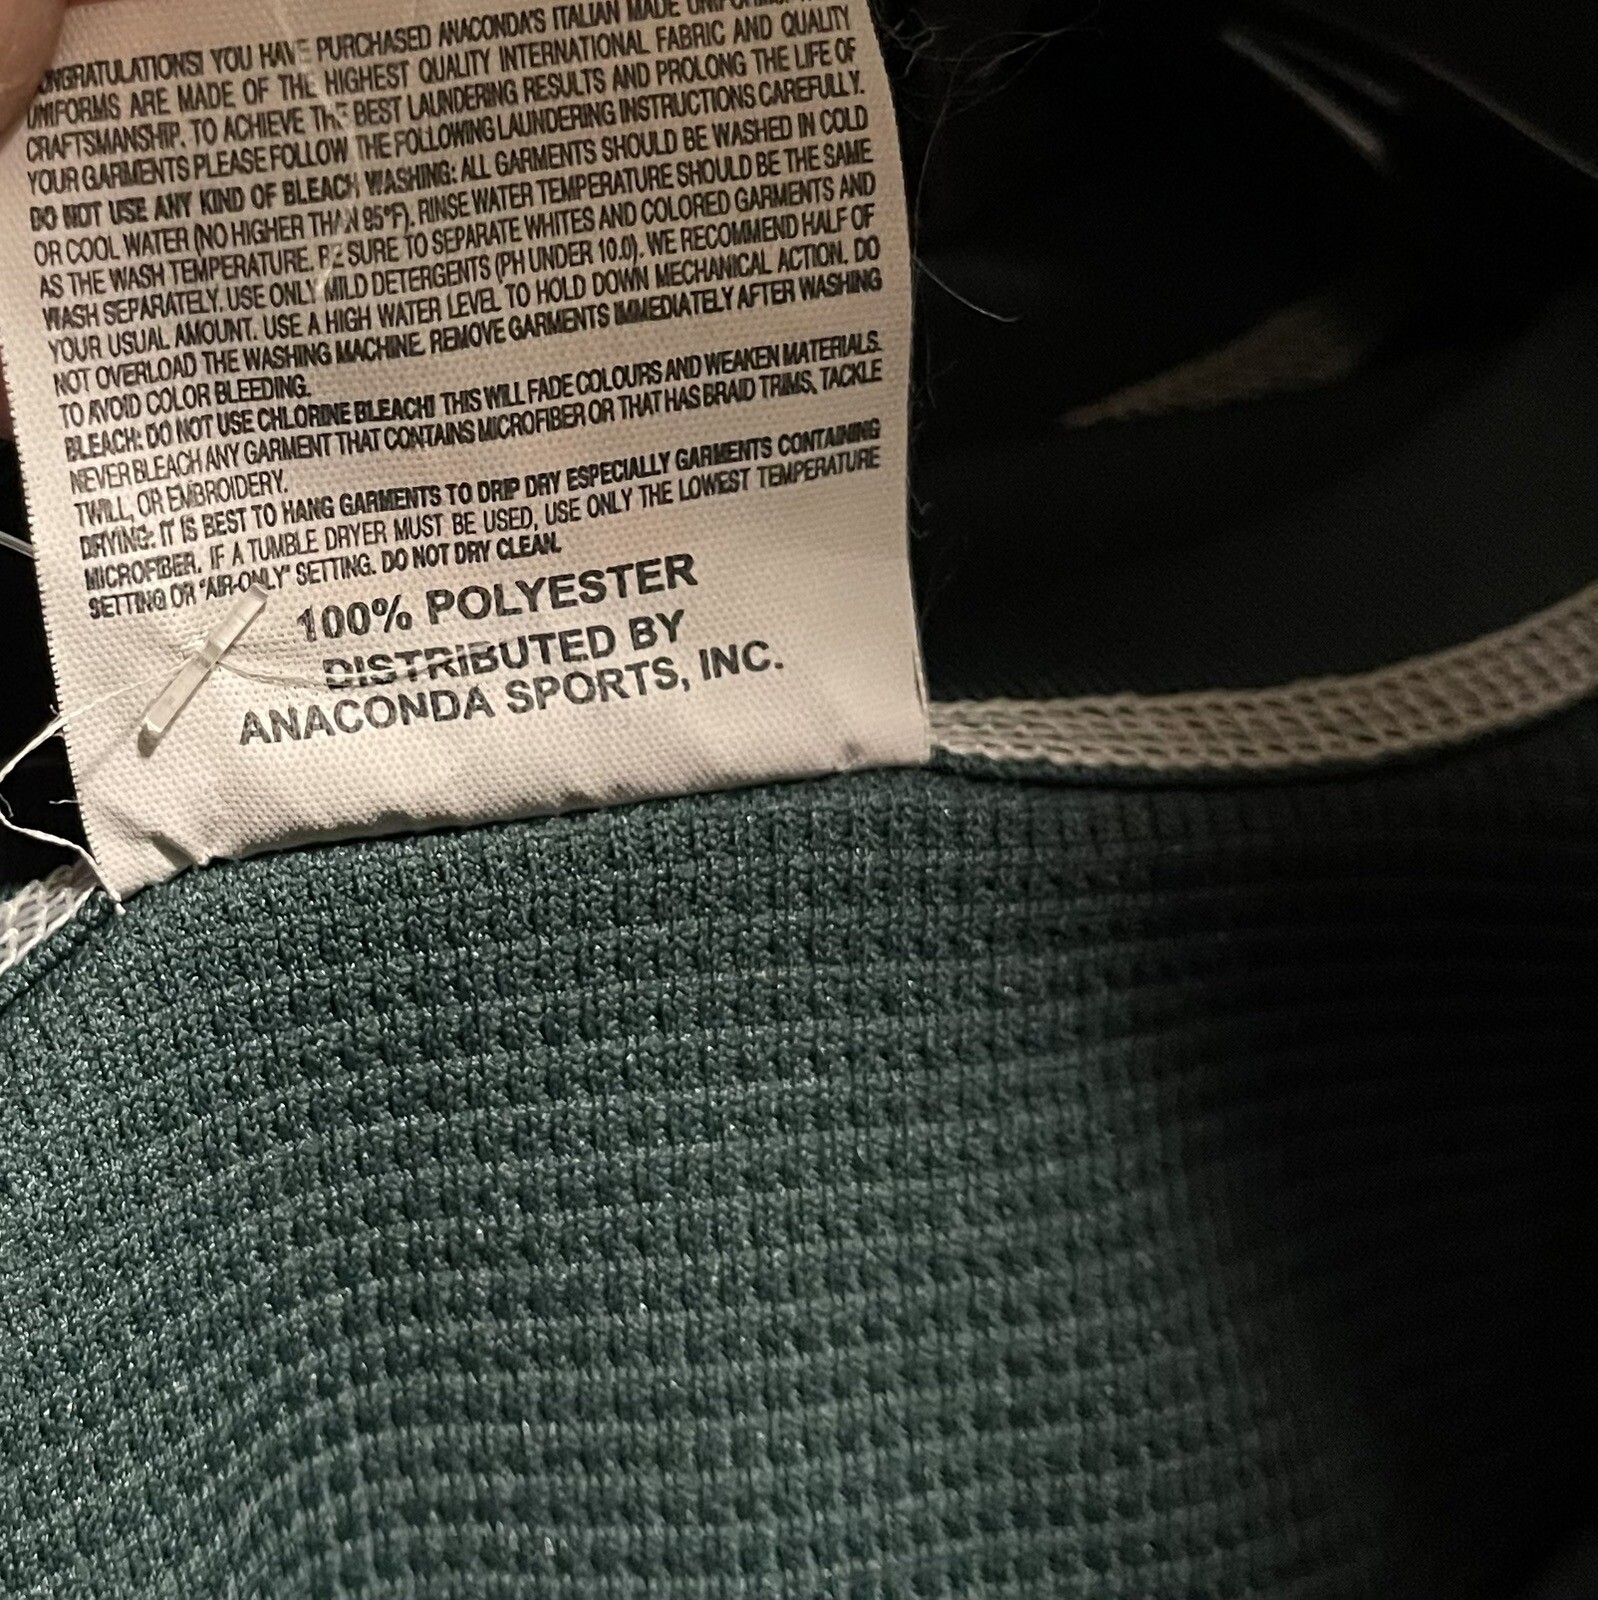 CONGRATULATIONS! YOU HAVE PURCHASED ANACONDA'S ITALIAN MADE
UNIFORMS ARE MADE OF THE HIGHEST QUALITY INTERNATIONAL FABRIC AND QUALITY
CRAFTSMANSHIP. TO ACHIEVE THE BEST LAUNDERING RESULTS AND PROLONG THE LIFE OF
YOUR GARMENTS PLEASE FOLLOW THE FOLLOWING LAUNDERING INSTRUCTIONS CAREFULLY.
DO NOT USE ANY KIND OF BLEACH WASHING: ALL GARMENTS SHOULD BE WASHED IN COLD
OR COOL WATER (NO HIGHER THAN 85°F). RINSE WATER TEMPERATURE SHOULD BE THE SAME
AS THE WASH TEMPERATURE. BE SURE TO SEPARATE WHITES AND COLORED GARMENTS AND
WASH SEPARATELY. USE ONLY MILD DETERGENTS (PH UNDER 10.0). WE RECOMMEND HALF OF
YOUR USUAL AMOUNT. USE A HIGH WATER LEVEL TO HOLD DOWN MECHANICAL ACTION. DO
NOT OVERLOAD THE WASHING MACHINE. REMOVE GARMENTS IMMEDIATELY AFTER WASHING
TO AVOID COLOR BLEEDING.
BLEACH: DO NOT USE CHLORINE BLEACH! THIS WILL FADE COLOURS AND WEAKEN MATERIALS.
NEVER BLEACH ANY GARMENT THAT CONTAINS MICROFIBER OR THAT HAS BRAID TRIMS, TACKLE
TWILL, OR EMBROIDERY.
DRYING: IT IS BEST TO HANG GARMENTS TO DRIP DRY ESPECIALLY GARMENTS CONTAINING
MICROFIBER. IF A TUMBLE DRYER MUST BE USED, USE ONLY THE LOWEST TEMPERATURE
SETTING OR "AIR-ONLY" SETTING. DO NOT DRY CLEAN.
100% POLYESTER
DISTRIBUTED BY
ANACONDA SPORTS, INC.